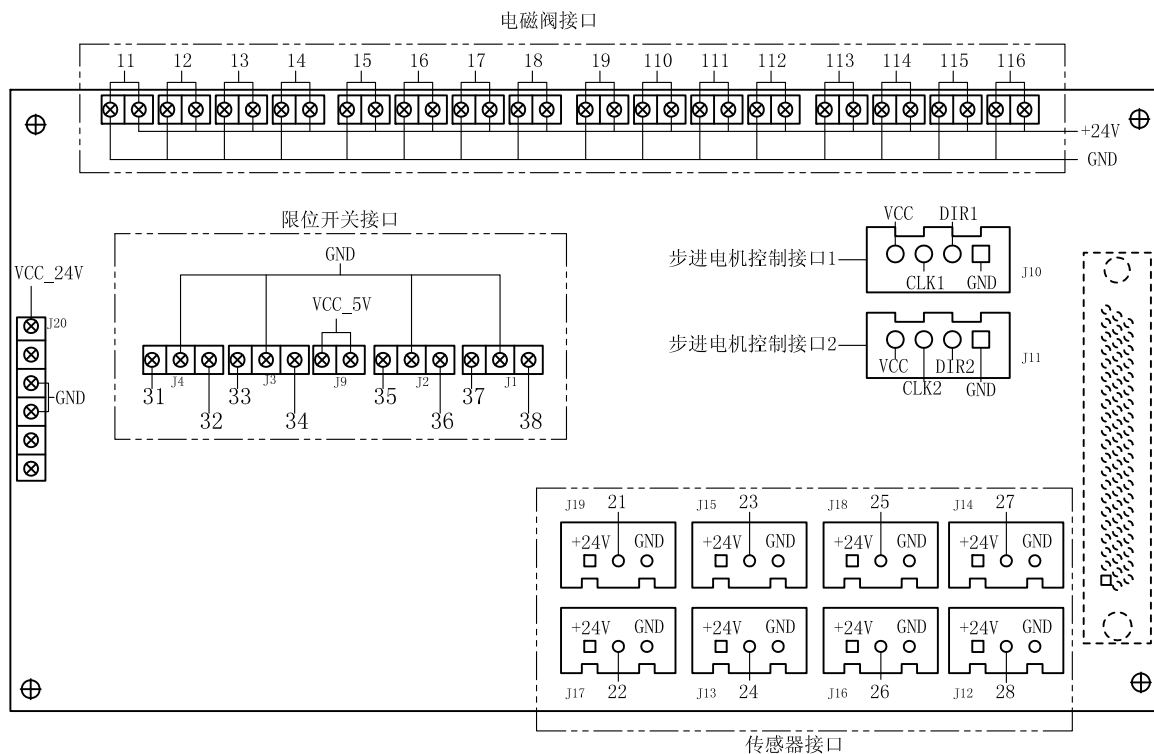 电磁阀接口
11 12 13 14 15 16 17 18 19 110 111 112 113 114 115 116
+24V
GND
限位开关接口
GND
VCC_5V
J4 J3 J9 J2 J1
31 33 35 37
32 34 36 38
VCC_24V
J20
GND
VCC DIR1
步进电机控制接口1
CLK1 GND
J10
步进电机控制接口2
VCC DIR2
J11
CLK2 GND
J19 21 J15 23 J18 25 J14 27
+24V GND +24V GND +24V GND +24V GND
+24V GND +24V GND +24V GND +24V GND
J17 22 J13 24 J16 26 J12 28
传感器接口